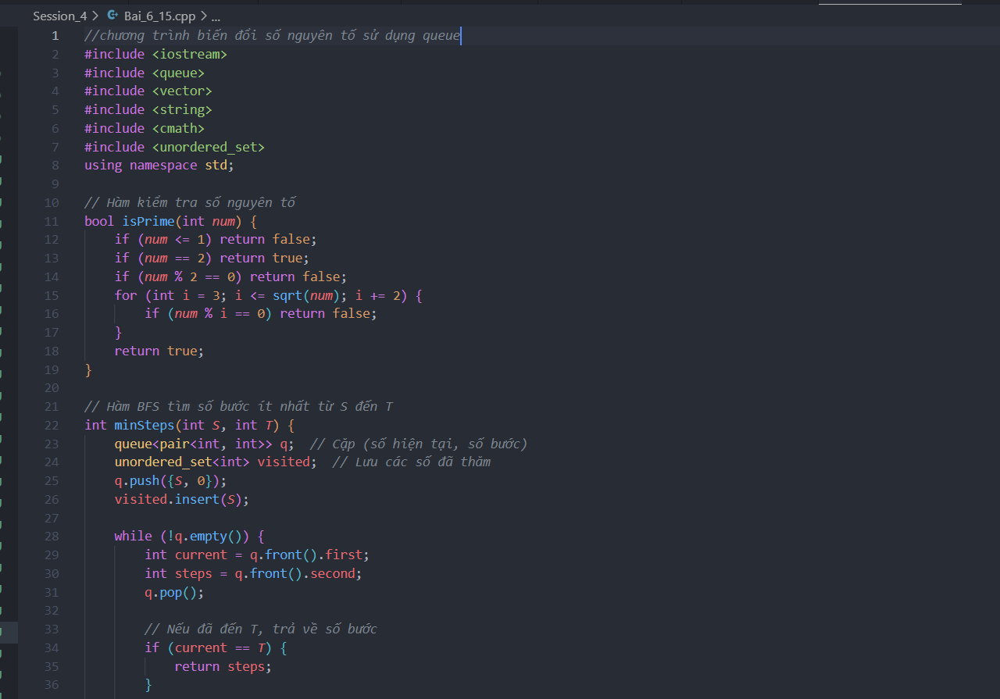 Session_4 > Bai_6_15.cpp > ...
1 //chương trình biến đổi số nguyên tố sử dụng queue
2 #include <iostream>
3 #include <queue>
4 #include <vector>
5 #include <string>
6 #include <cmath>
7 #include <unordered_set>
8 using namespace std;
9
10 // Hàm kiểm tra số nguyên tố
11 bool isPrime(int num) {
12     if (num <= 1) return false;
13     if (num == 2) return true;
14     if (num % 2 == 0) return false;
15     for (int i = 3; i <= sqrt(num); i += 2) {
16         if (num % i == 0) return false;
17     }
18     return true;
19 }
20
21 // Hàm BFS tìm số bước ít nhất từ S đến T
22 int minSteps(int S, int T) {
23     queue<pair<int, int>> q;  // Cặp (số hiện tại, số bước)
24     unordered_set<int> visited;  // Lưu các số đã thăm
25     q.push({S, 0});
26     visited.insert(S);
27
28     while (!q.empty()) {
29         int current = q.front().first;
30         int steps = q.front().second;
31         q.pop();
32
33         // Nếu đã đến T, trả về số bước
34         if (current == T) {
35             return steps;
36         }